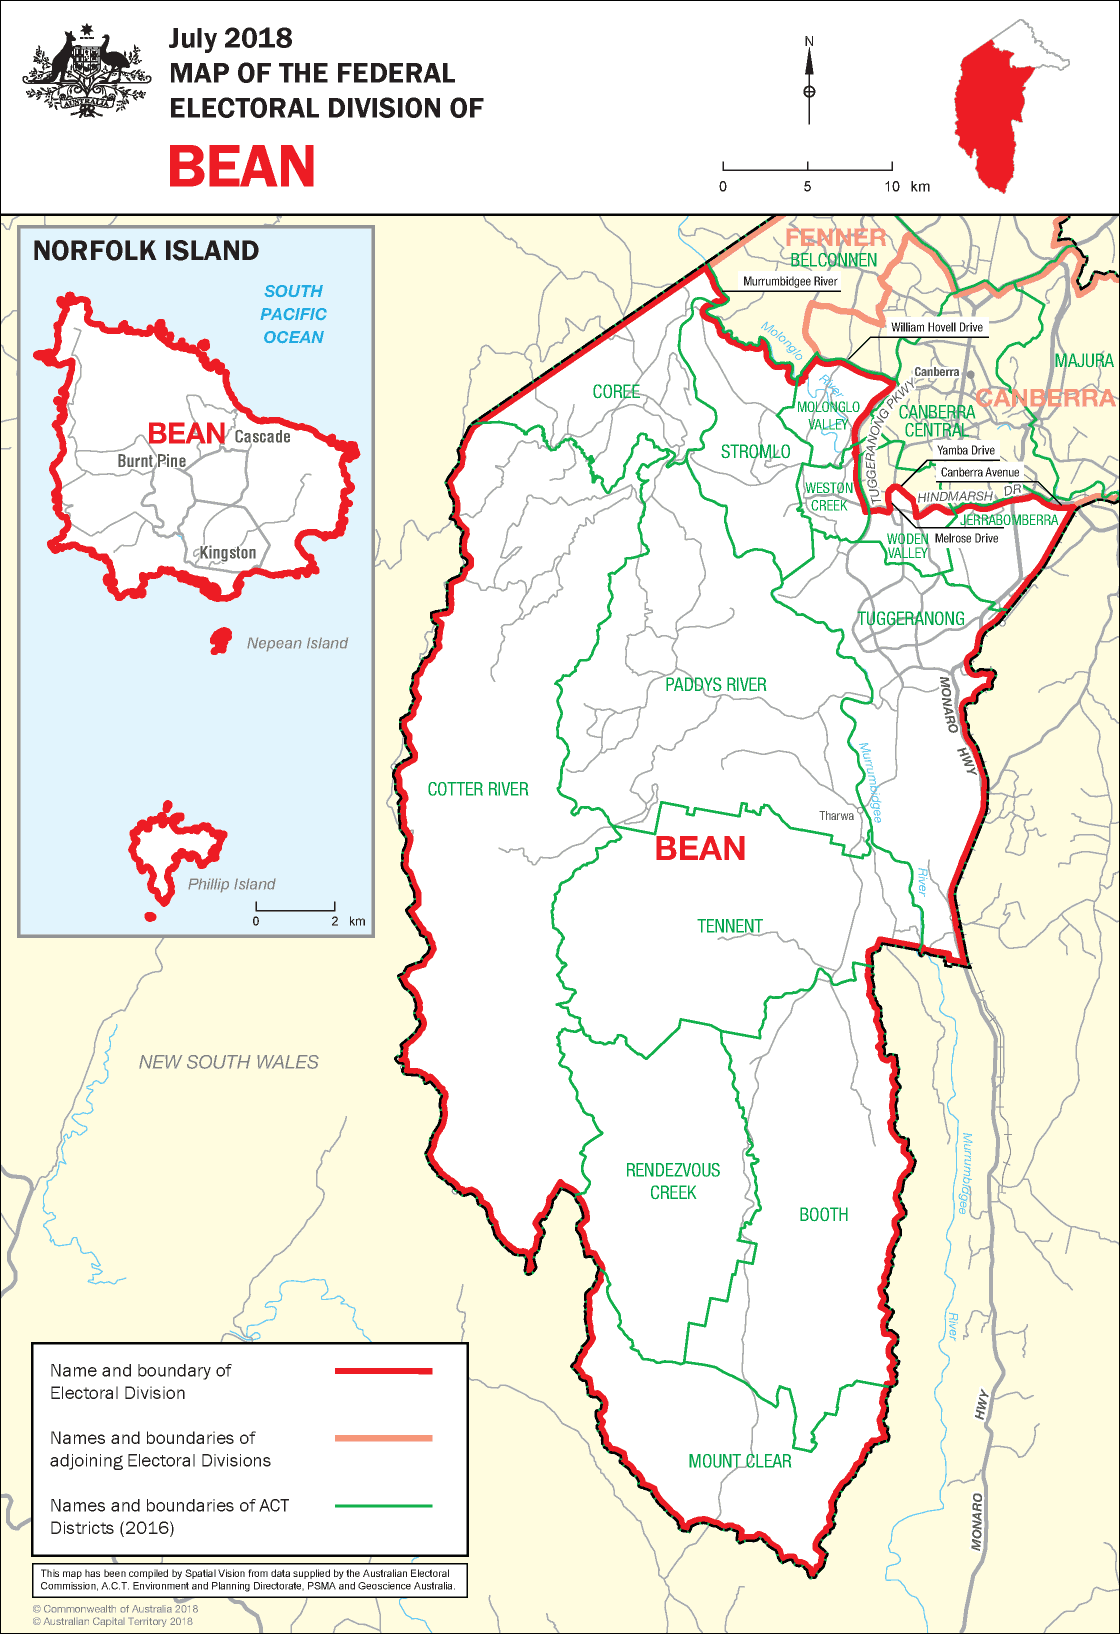 AUSTRALIA
July 2018
MAP OF THE FEDERAL
ELECTORAL DIVISION OF
BEAN
N
0 5 10 km
NORFOLK ISLAND
SOUTH
PACIFIC
OCEAN
BEAN
Cascade
Burnt Pine
Kingston
Nepean Island
Phillip Island
0 2 km
FENNER
BELCONNEN
Murrumbidgee River
Molonglo
River
William Hovell Drive
MAJURA
Canberra
CANBERRA
COREE
MOLONGLO
VALLEY
TUGGERANONG PKWY
CANBERRA
CENTRAL
STROMLO
Yamba Drive
Canberra Avenue
WESTON
CREEK
HINDMARSH DR
JERRABOMBERRA
WODEN
VALLEY
Melrose Drive
TUGGERANONG
PADDYS RIVER
MONARO HWY
Murrumbidgee
River
COTTER RIVER
Tharwa
BEAN
TENNENT
NEW SOUTH WALES
RENDEZVOUS
CREEK
BOOTH
Murrumbidgee
River
MONARO HWY
MOUNT CLEAR
Name and boundary of
Electoral Division
Names and boundaries of
adjoining Electoral Divisions
Names and boundaries of ACT
Districts (2016)
This map has been compiled by Spatial Vision from data supplied by the Australian Electoral
Commission, A.C.T. Environment and Planning Directorate, PSMA and Geoscience Australia.
© Commonwealth of Australia 2018
© Australian Capital Territory 2018